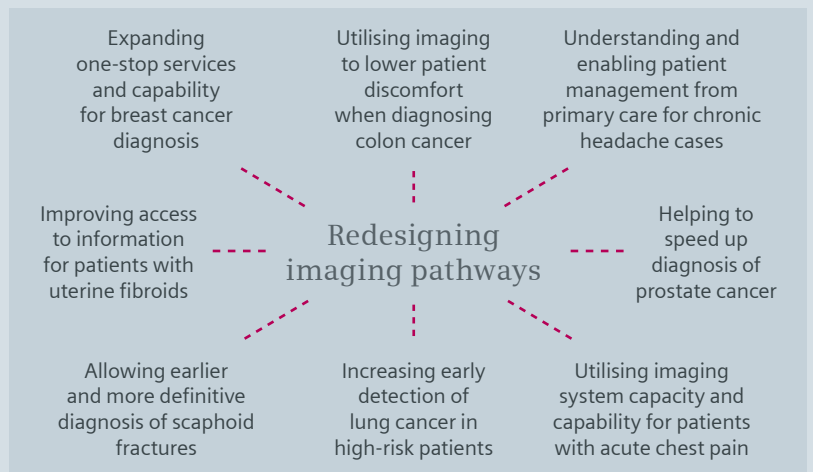 Expanding
one-stop services
and capability
for breast cancer
diagnosis
Utilising imaging
to lower patient
discomfort
when diagnosing
colon cancer
Understanding and
enabling patient
management from
primary care for chronic
headache cases
Improving access
to information
for patients with
uterine fibroids
Redesigning
imaging pathways
Helping to
speed up
diagnosis of
prostate cancer
Allowing earlier
and more definitive
diagnosis of scaphoid
fractures
Increasing early
detection of
lung cancer in
high-risk patients
Utilising imaging
system capacity and
capability for patients
with acute chest pain